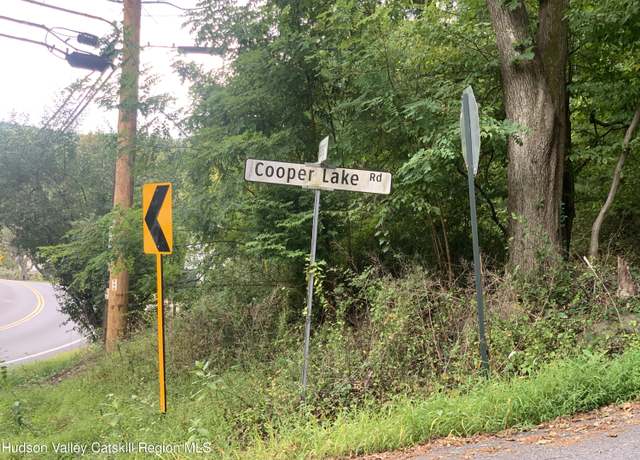 Cooper Lake Rd
Hudson Valley Catskill Region MLS